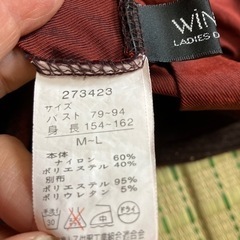 WiN
LADIES D
273423
サイズ
バスト 79-94
身長 154-162
M-L
本体
ナイロン 60%
ポリエステル 40%
別布
ポリエステル 95%
ポリウレタン 5%